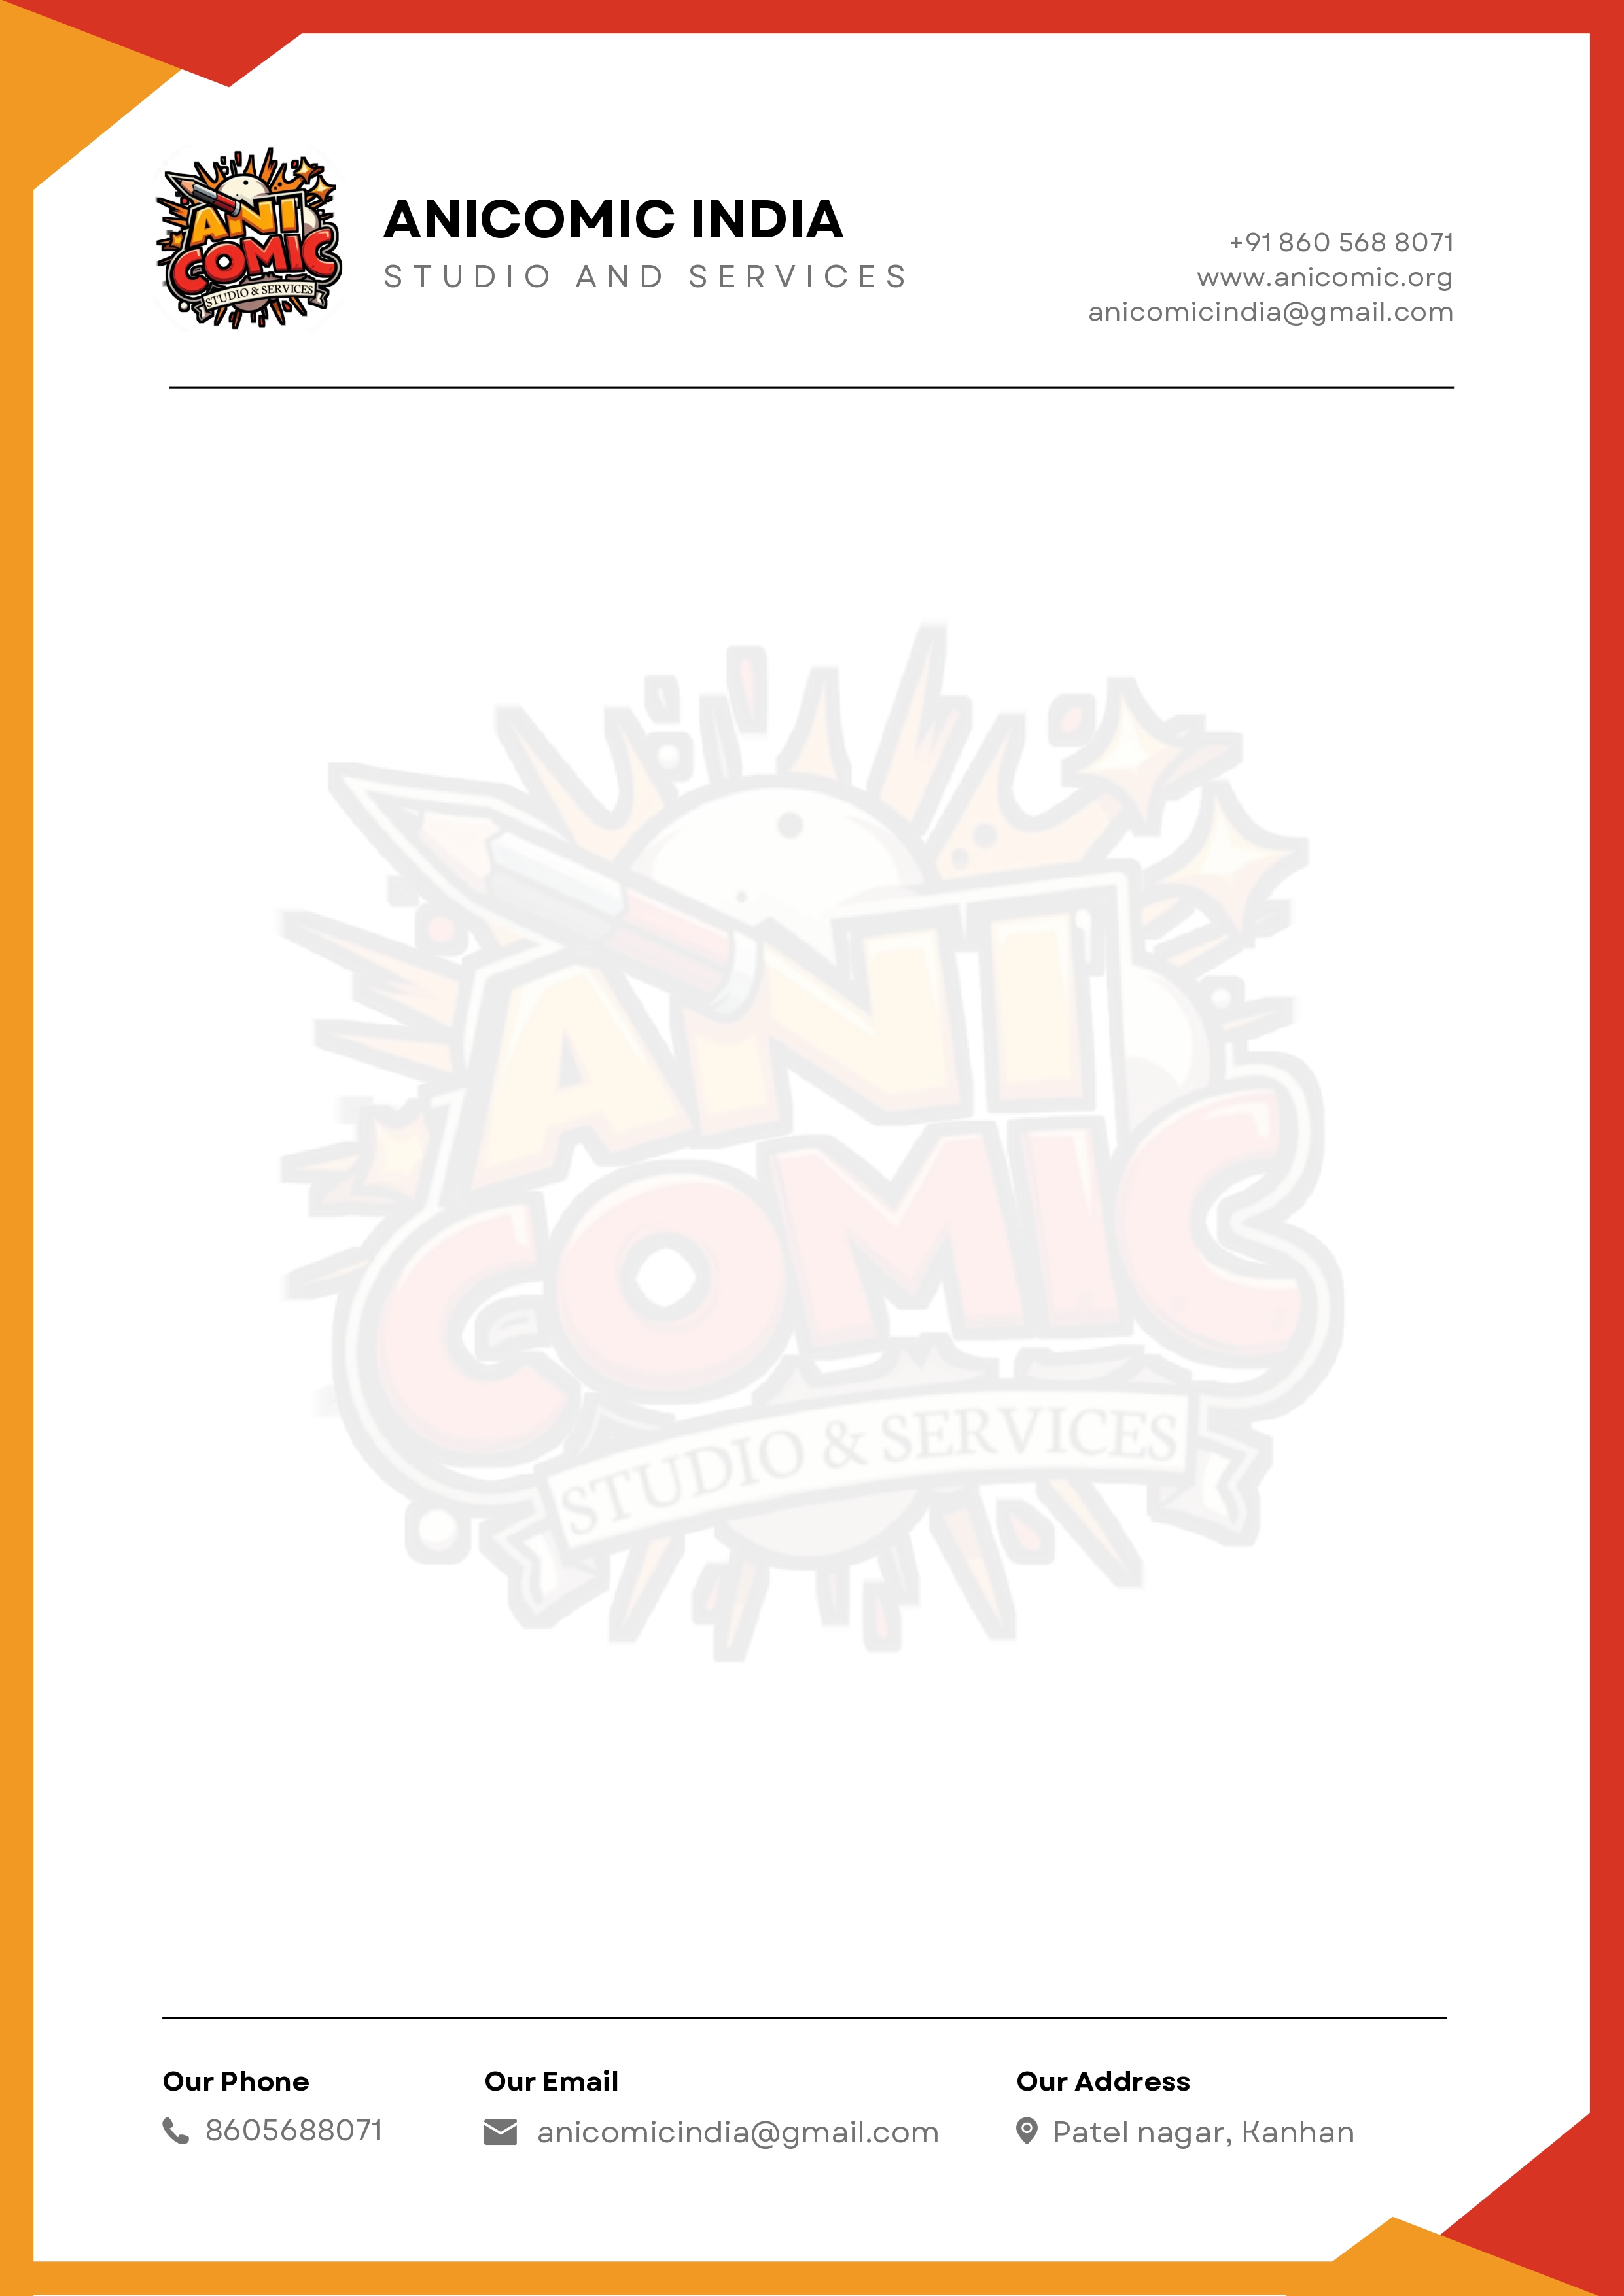 ANI
COMIC
STUDIO & SERVICES
ANICOMIC INDIA
STUDIO AND SERVICES
+91 860 568 8071
www.anicomic.org
anicomicindia@gmail.com
ANI
COMIC
STUDIO & SERVICES
Our Phone
8605688071
Our Email
anicomicindia@gmail.com
Our Address
Patel nagar, Kanhan